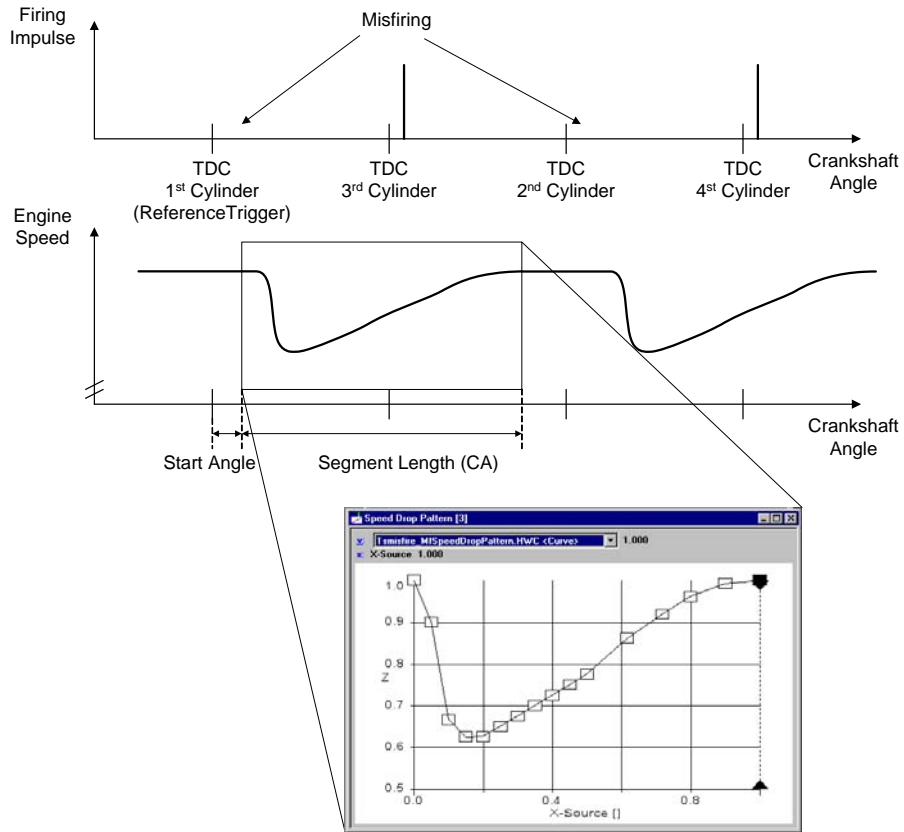 Firing
Impulse
Misfiring
TDC
1st Cylinder
(ReferenceTrigger)
TDC
3rd Cylinder
TDC
2nd Cylinder
TDC
4st Cylinder
Crankshaft
Angle
Engine
Speed
Crankshaft
Angle
Start Angle
Segment Length (CA)
Speed Drop Pattern [3]
y: Tsmisfire_MISpeedDropPattern.HWC <Curve> 1.000
x: X-Source 1.000
1.0
0.9
0.8
Z
0.7
0.6
0.5
0.0
0.4
0.8
X-Source []